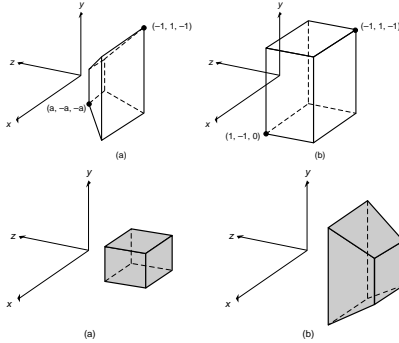 y
z
x
(−1, 1, −1)
(a, −a, −a)
(a)
y
z
x
(−1, 1, −1)
(1, −1, 0)
(b)
y
z
x
(a)
y
z
x
(b)